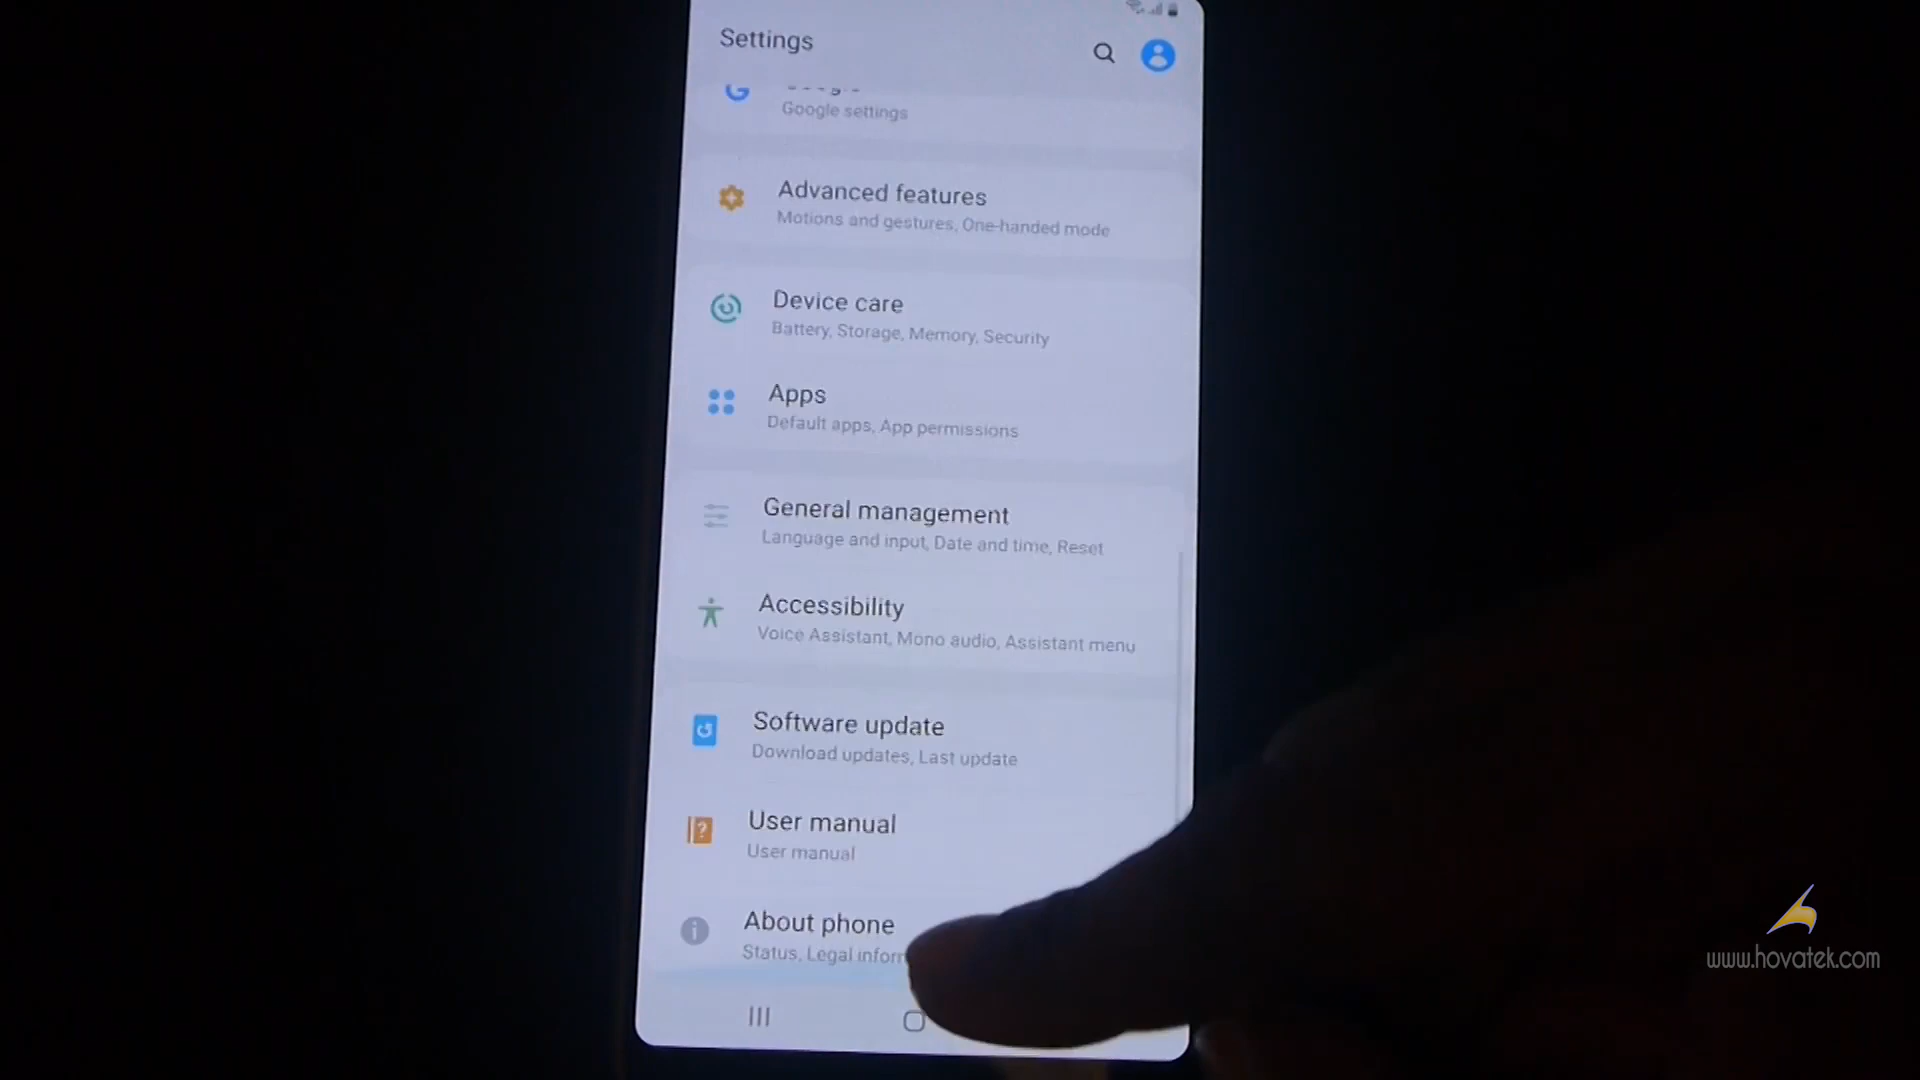 Settings
Google settings
Advanced features
Motions and gestures, One-handed mode
Device care
Battery, Storage, Memory, Security
Apps
Default apps, App permissions
General management
Language and input, Date and time, Reset
Accessibility
Voice Assistant, Mono audio, Assistant menu
Software update
Download updates, Last update
User manual
User manual
About phone
Status, Legal inforn
www.hovatek.com